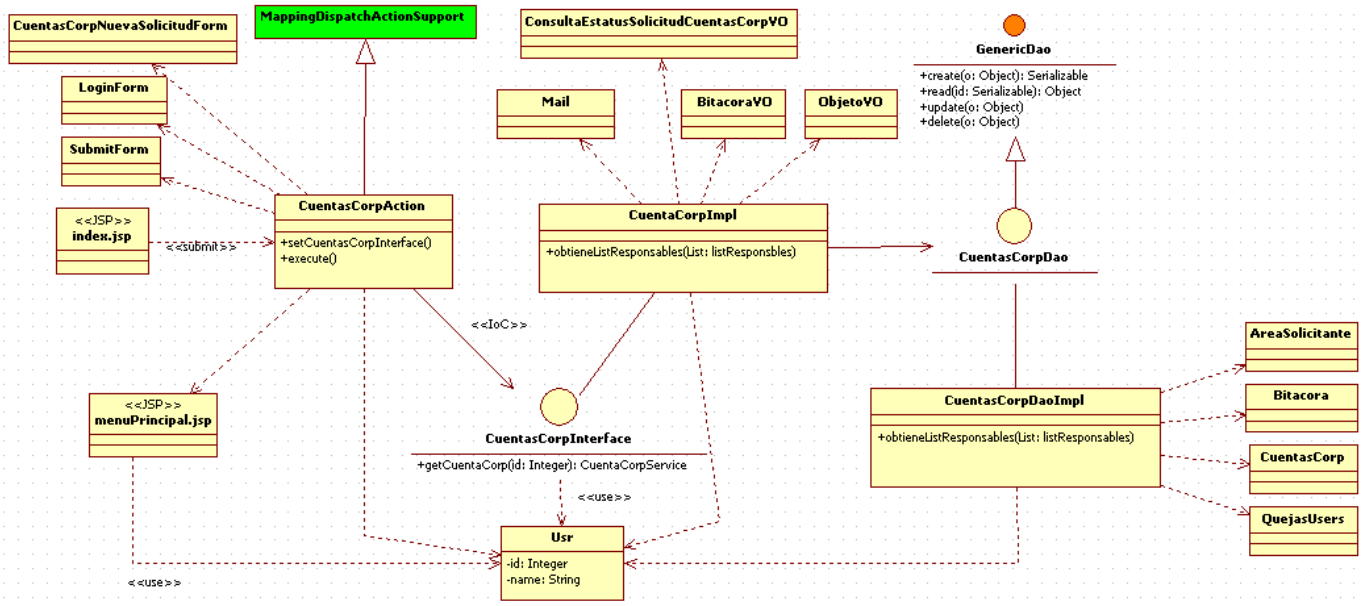 CuentasCorpNuevaSolicitudForm
MappingDispatchActionSupport
ConsultaEstatusSolicitudCuentasCorpVO
GenericDao
+create(o: Object): Serializable
+read(id: Serializable): Object
+update(o: Object)
+delete(o: Object)
LoginForm
Mail
BitacoraVO
ObjetoVO
SubmitForm
CuentasCorpAction
+setCuentasCorpInterface()
+execute()
<<JSP>>
index.jsp
<<submit>>
CuentaCorpImpl
+obtieneListResponsables(List: listResponsbles)
CuentasCorpDao
<<IoC>>
AreaSolicitante
<<JSP>>
menuPrincipal.jsp
CuentasCorpInterface
+getCuentaCorp(id: Integer): CuentaCorpService
CuentasCorpDaoImpl
+obtieneListResponsables(List: listResponsables)
Bitacora
CuentasCorp
QuejasUsers
<<use>>
Usr
-id: Integer
-name: String
<<use>>